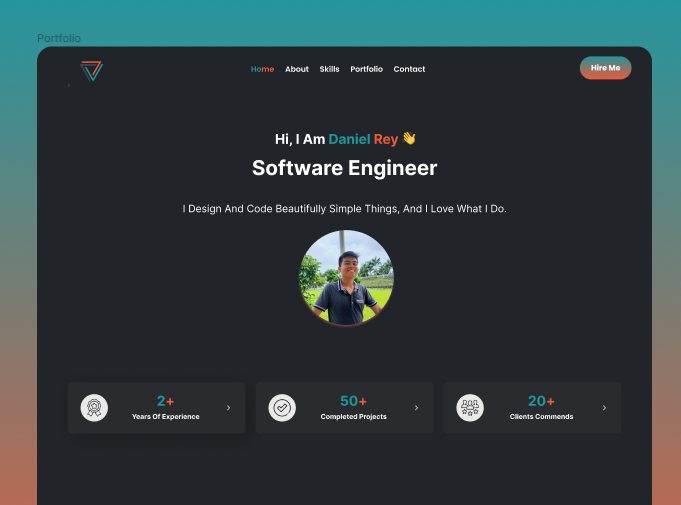 Portfolio
Home About Skills Portfolio Contact
Hire Me
Hi, I Am Daniel Rey 👋
Software Engineer
I Design And Code Beautifully Simple Things, And I Love What I Do.
2+
Years Of Experience
50+
Completed Projects
20+
Clients Commends